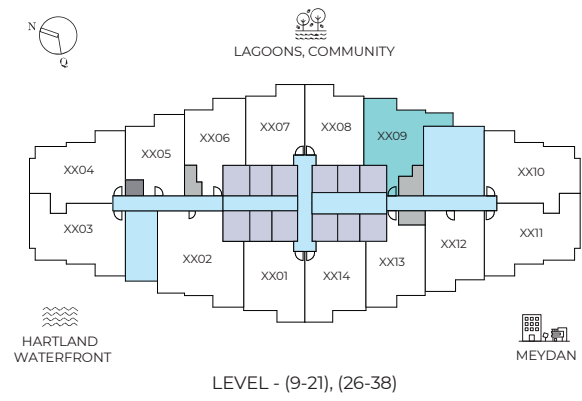 N
Q
LAGOONS, COMMUNITY
XX07
XX08
XX06
XX09
XX05
XX04
XX10
XX03
XX11
XX02
XX12
XX13
XX01
XX14
HARTLAND
WATERFRONT
MEYDAN
LEVEL - (9-21), (26-38)